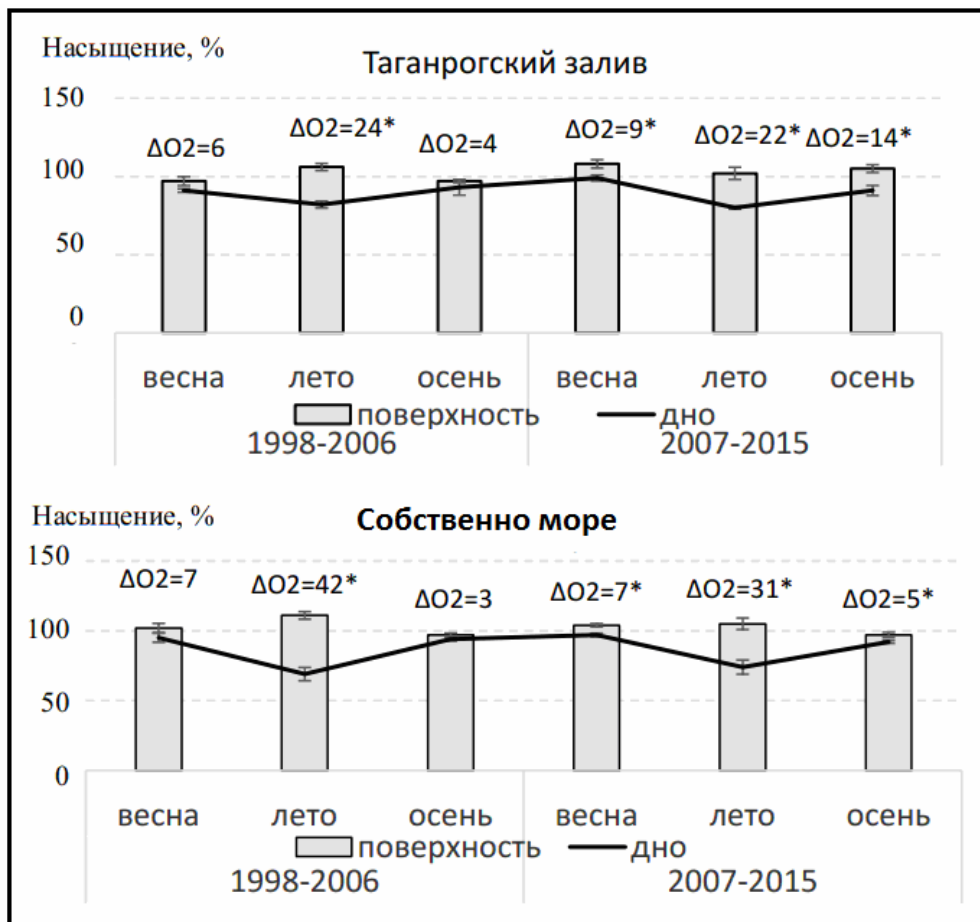 Насыщение, %
Таганрогский залив
150
ΔO2=6 ΔO2=24* ΔO2=4 ΔO2=9* ΔO2=22* ΔO2=14*
100
50
0
весна лето осень весна лето осень
поверхность дно
1998-2006 2007-2015
Насыщение, %
Собственно море
150
ΔO2=7 ΔO2=42* ΔO2=3 ΔO2=7* ΔO2=31* ΔO2=5*
100
50
0
весна лето осень весна лето осень
поверхность дно
1998-2006 2007-2015